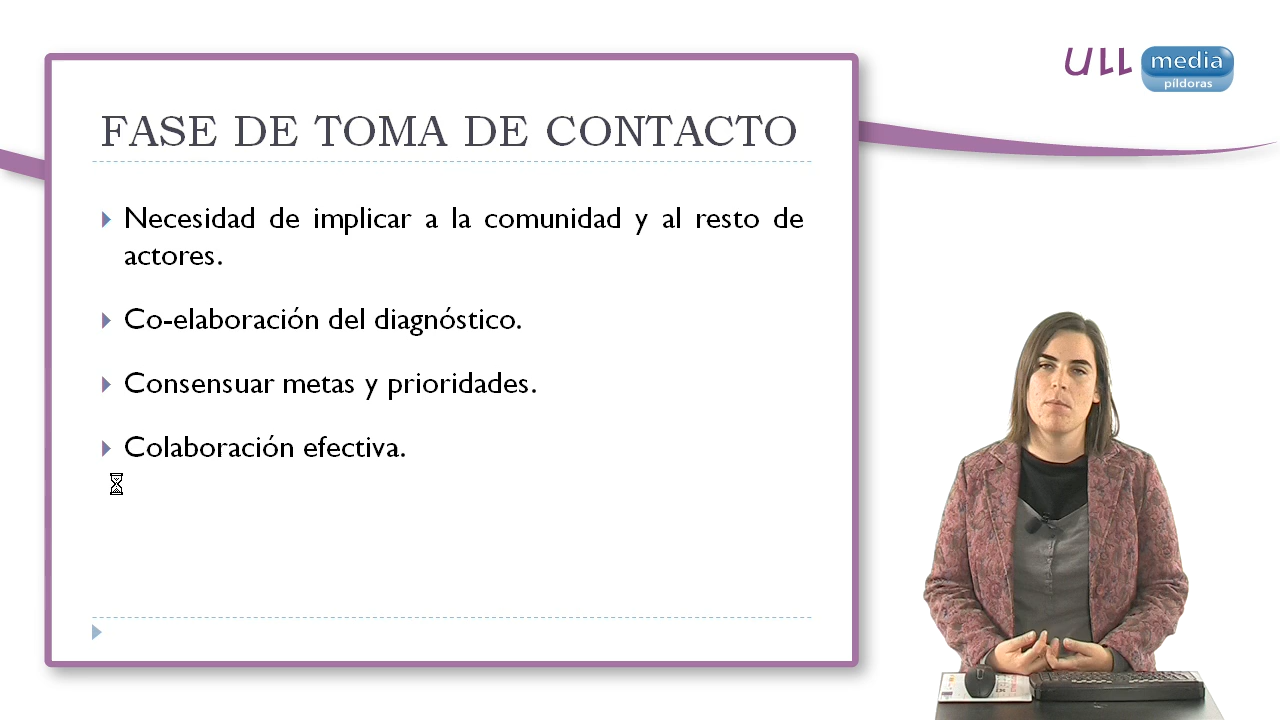 ULL media
píldoras
FASE DE TOMA DE CONTACTO
Necesidad de implicar a la comunidad y al resto de
actores.
Co-elaboración del diagnóstico.
Consensuar metas y prioridades.
Colaboración efectiva.